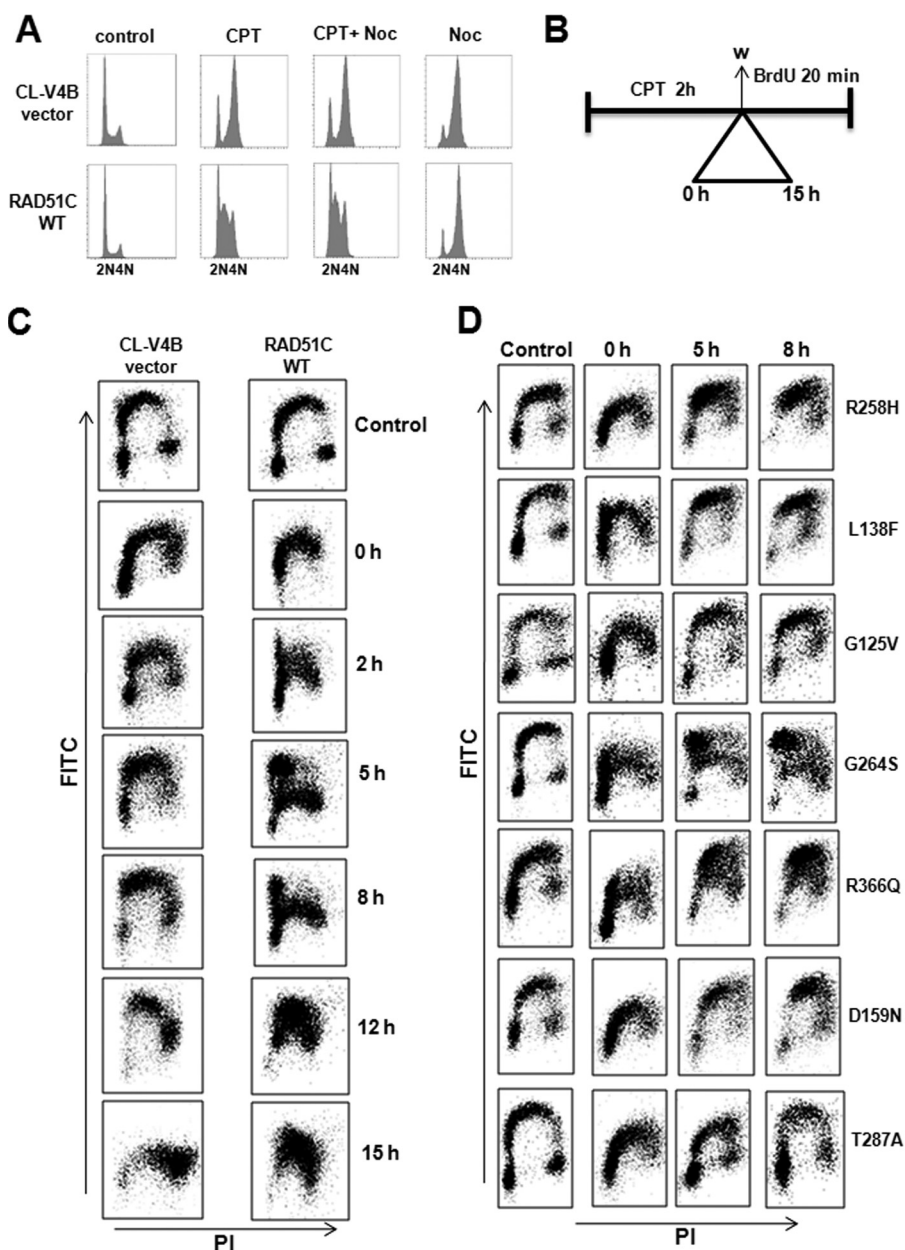 A
control
CPT
CPT+ Noc
Noc
CL-V4B
vector
RAD51C
WT
2N4N
2N4N
2N4N
2N4N
B
W
CPT 2h
BrdU 20 min
0 h
15 h
C
CL-V4B
vector
RAD51C
WT
Control
0 h
2 h
5 h
8 h
12 h
15 h
FITC
PI
D
Control
0 h
5 h
8 h
R258H
L138F
G125V
G264S
R366Q
D159N
T287A
FITC
PI